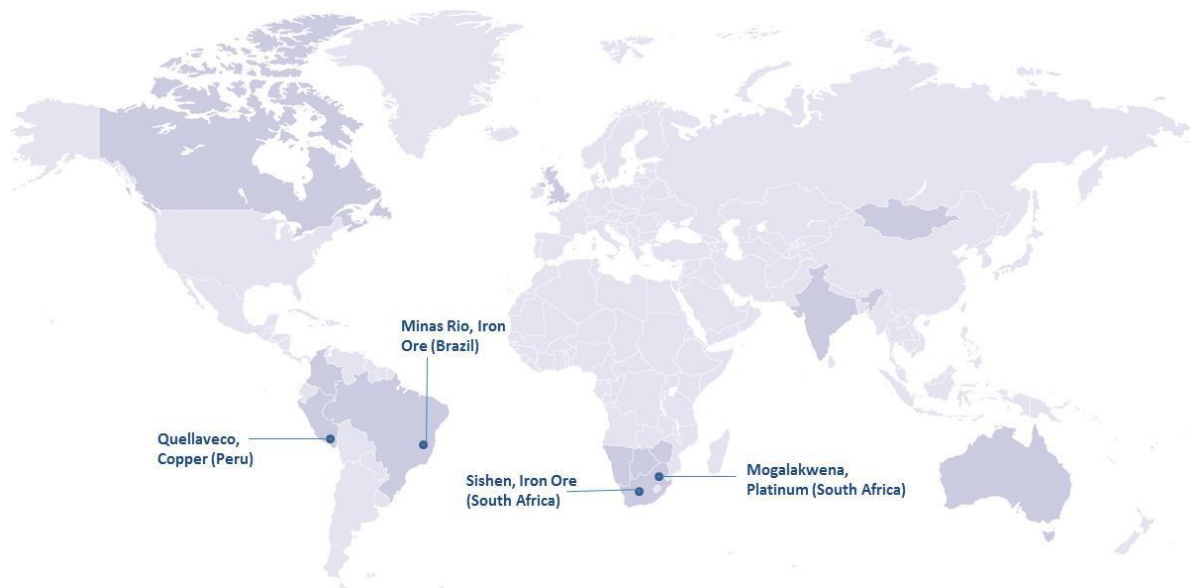 Minas Rio, Iron
Ore (Brazil)
Quellaveco,
Copper (Peru)
Sishen, Iron Ore
(South Africa)
Mogalakwena,
Platinum (South Africa)